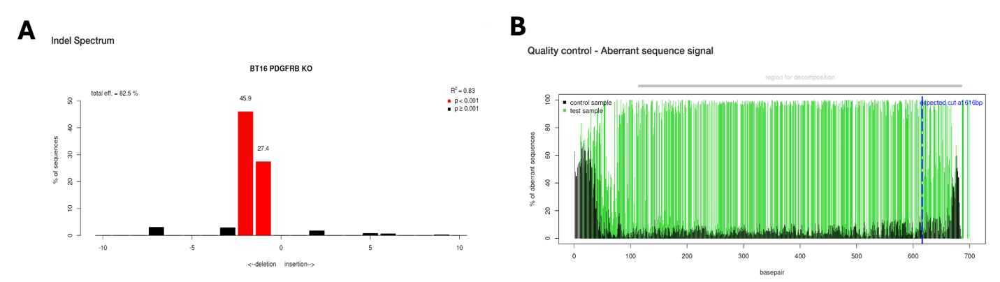 A
Indel Spectrum
BT16 PDGFRB KO
total eff. = 82.5 %
R2 = 0.83
p < 0.001
p ≥ 0.001
45.9
27.4
50
40
30
20
10
0
% of sequences
-10 -5 0 5 10
<--deletion insertion-->
B
Quality control - Aberrant sequence signal
region for decomposition
control sample
test sample
expected cut at 616bp
100
80
60
40
20
0
% of aberrant sequences
0 100 200 300 400 500 600 700
basepair